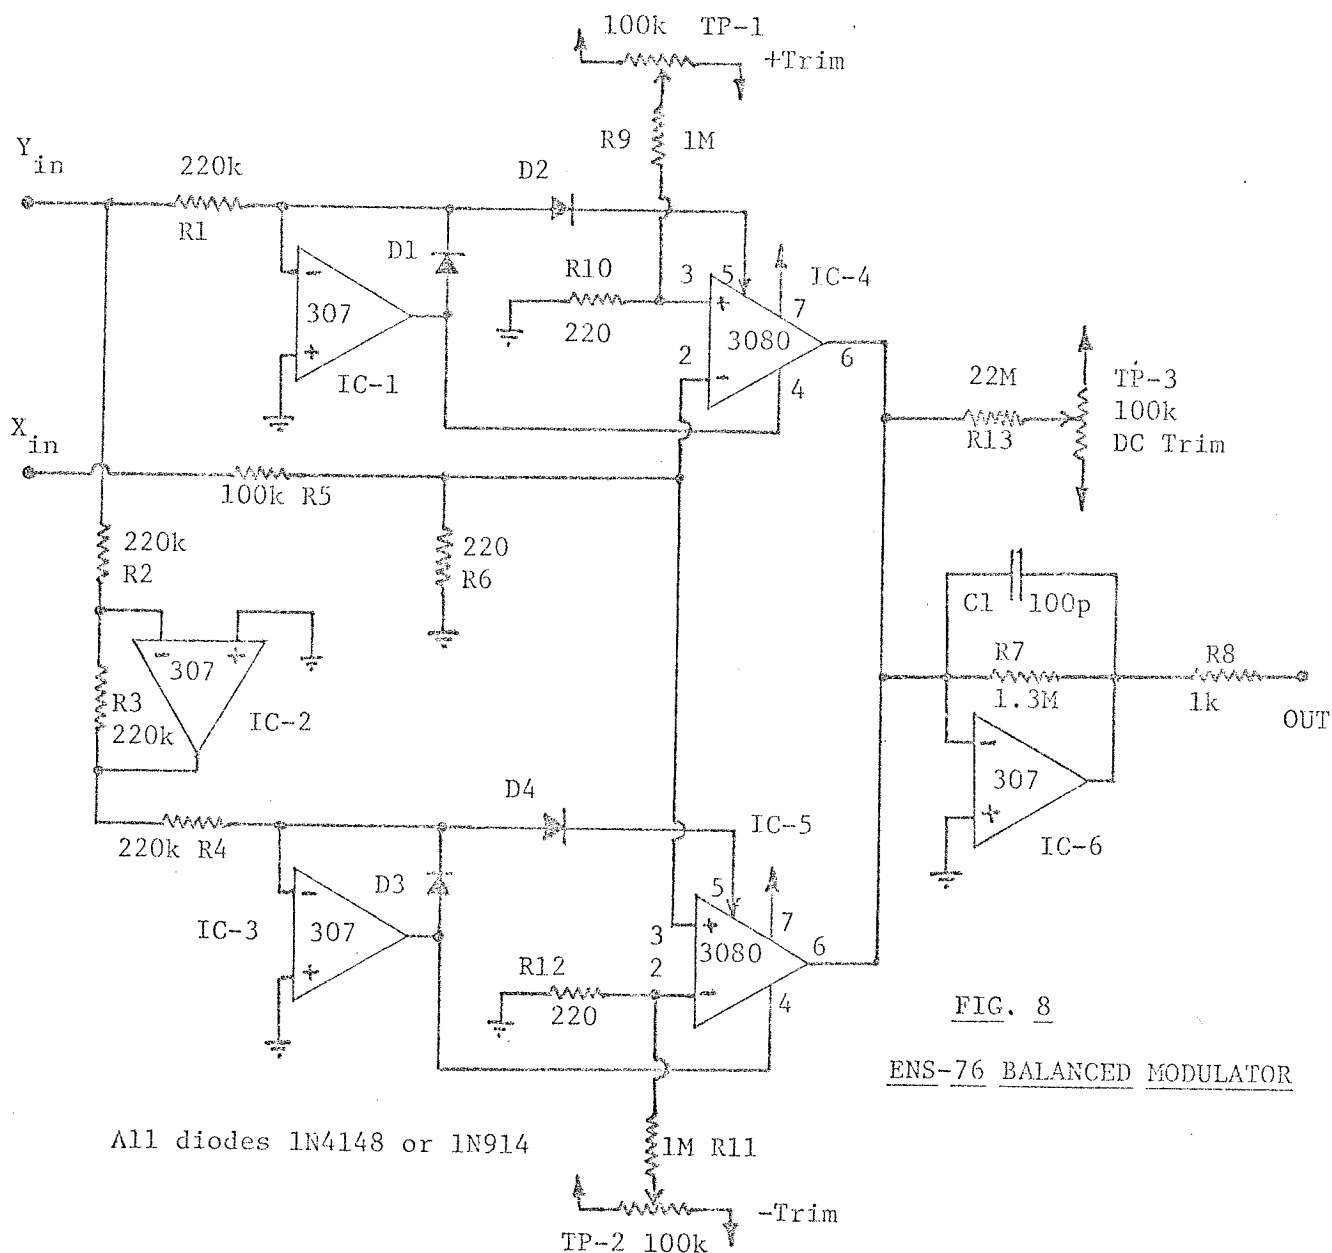 100k TP-1
+Trim
R9 1M
Y in
220k
R1
D2
D1
R10
220
3
5
IC-4
7
+
3080
6
2
-
4
-
307
+
IC-1
22M
R13
TP-3
100k
DC Trim
X in
100k R5
220k
R2
220
R6
C1 100p
- +
307
IC-2
R3
220k
R7
1.3M
R8
1k
OUT
-
307
+
IC-6
D4
IC-5
220k R4
D3
5
7
IC-3
-
307
+
3
+
3080
6
2
-
4
R12
220
FIG. 8
ENS-76 BALANCED MODULATOR
All diodes 1N4148 or 1N914
1M R11
-Trim
TP-2 100k